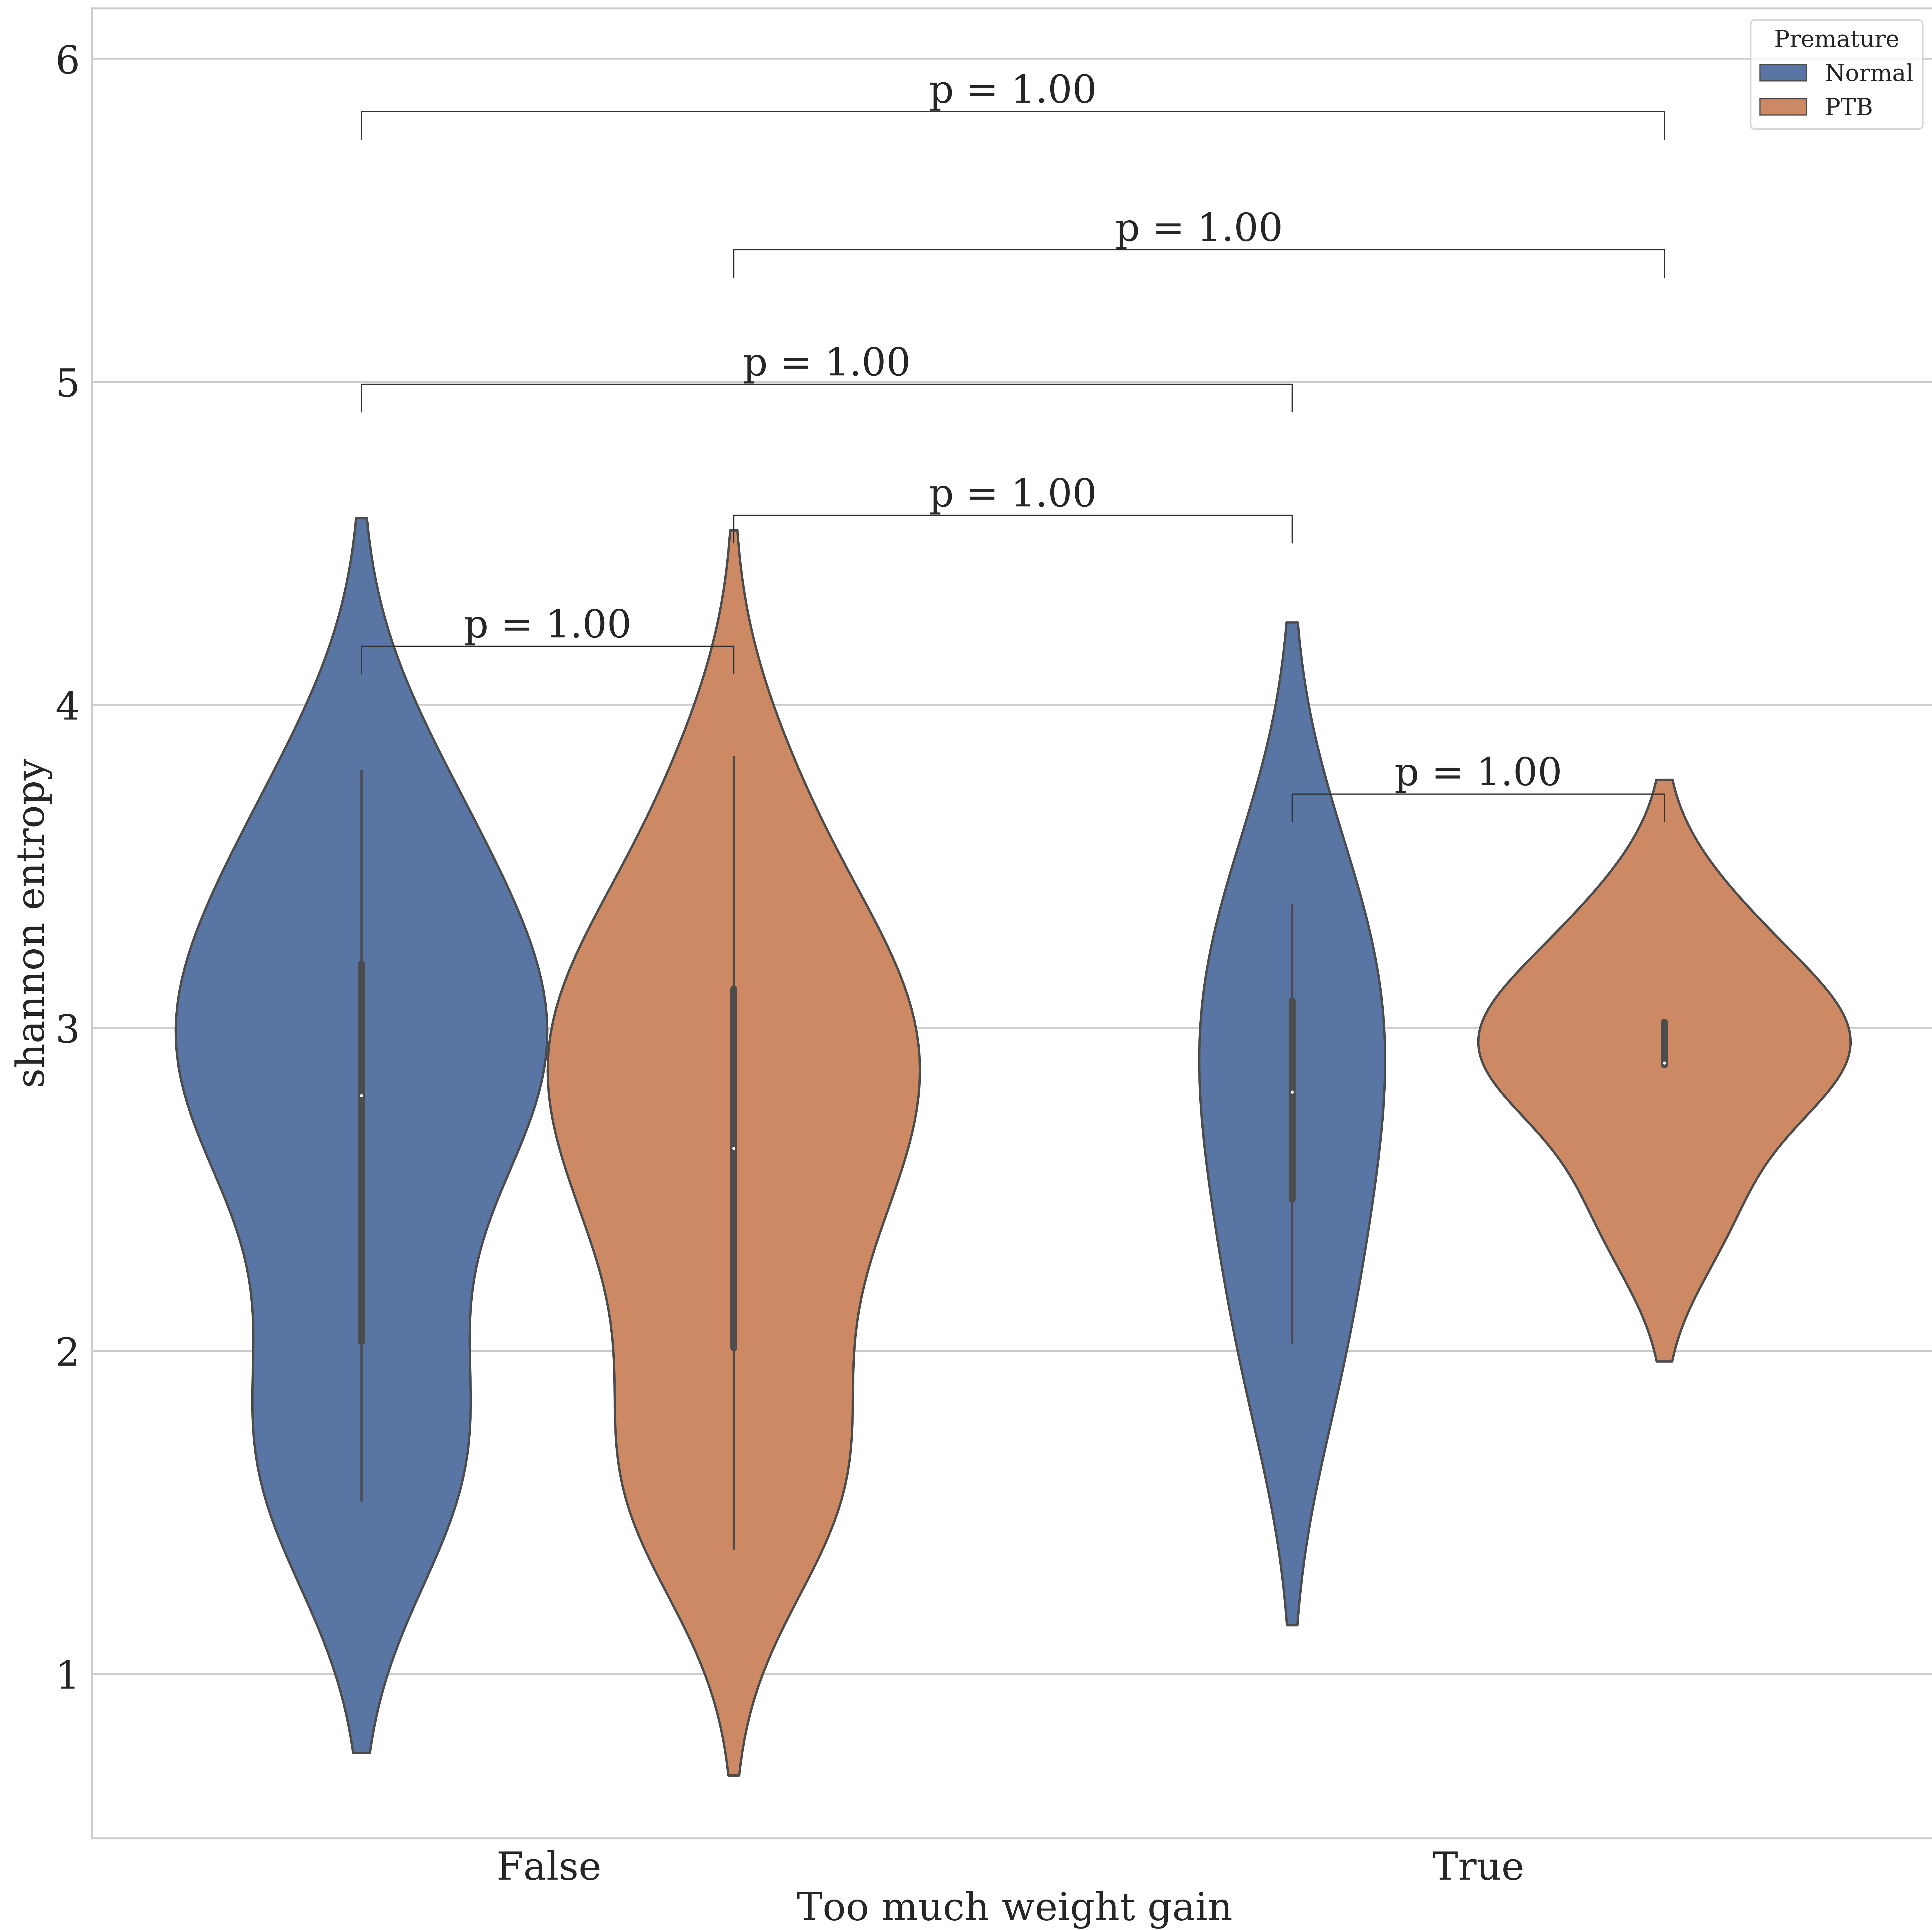 Premature
Normal
PTB
6
5
4
3
2
1
shannon entropy
p = 1.00
p = 1.00
p = 1.00
p = 1.00
p = 1.00
p = 1.00
False
True
Too much weight gain